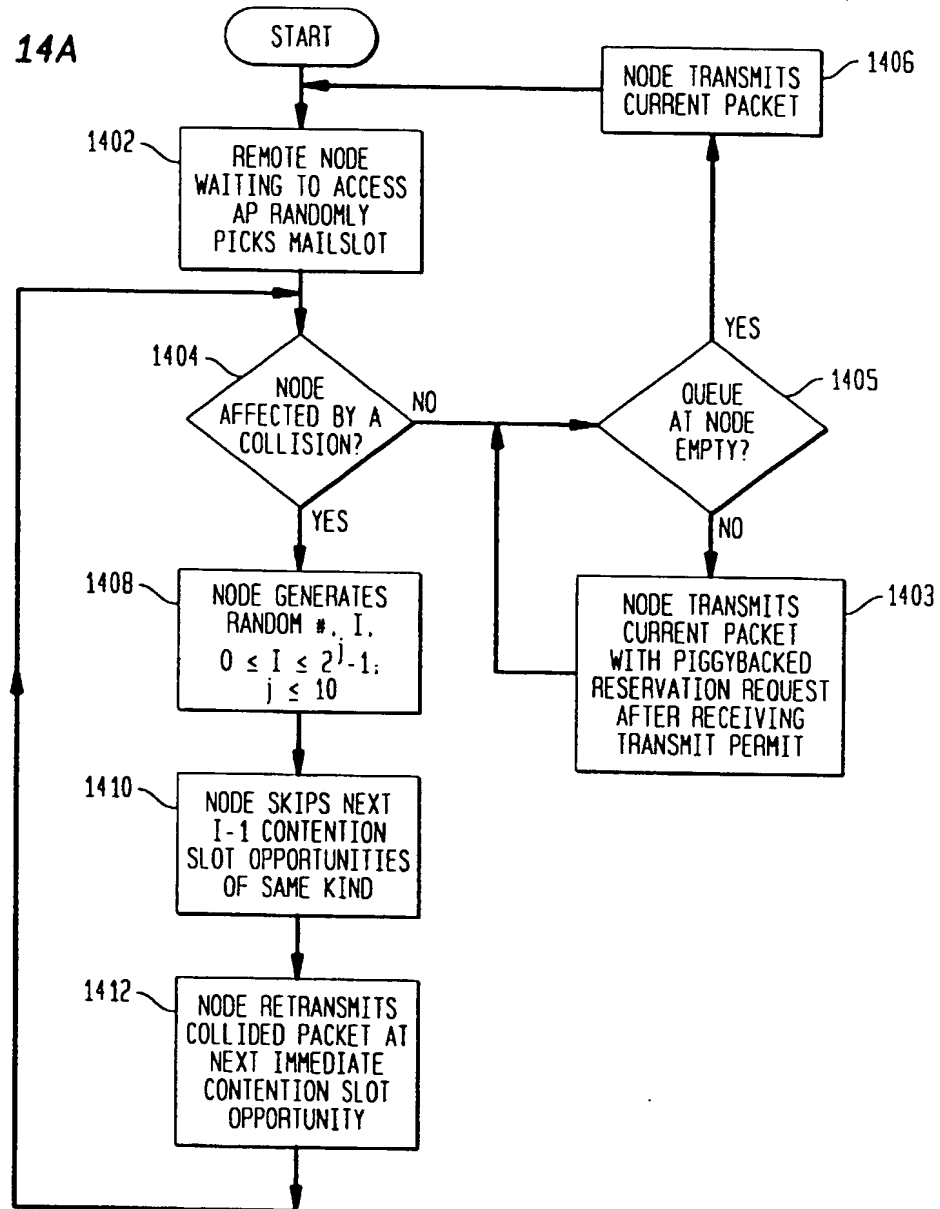 14A
START
1406
NODE TRANSMITS
CURRENT PACKET
1402
REMOTE NODE
WAITING TO ACCESS
AP RANDOMLY
PICKS MAILSLOT
YES
1404
NODE
AFFECTED BY A
COLLISION?
NO
1405
QUEUE
AT NODE
EMPTY?
YES
NO
1408
NODE GENERATES
RANDOM #, I,
0 ≤ I ≤ 2^j-1;
j ≤ 10
1403
NODE TRANSMITS
CURRENT PACKET
WITH PIGGYBACKED
RESERVATION REQUEST
AFTER RECEIVING
TRANSMIT PERMIT
1410
NODE SKIPS NEXT
I-1 CONTENTION
SLOT OPPORTUNITIES
OF SAME KIND
1412
NODE RETRANSMITS
COLLIDED PACKET AT
NEXT IMMEDIATE
CONTENTION SLOT
OPPORTUNITY